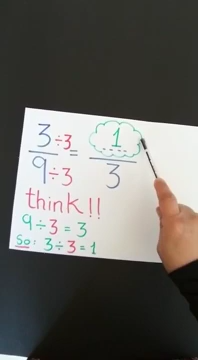 3 ÷3 = 1
9 ÷3 3
think!!
9 ÷ 3 = 3
So: 3 ÷ 3 = 1